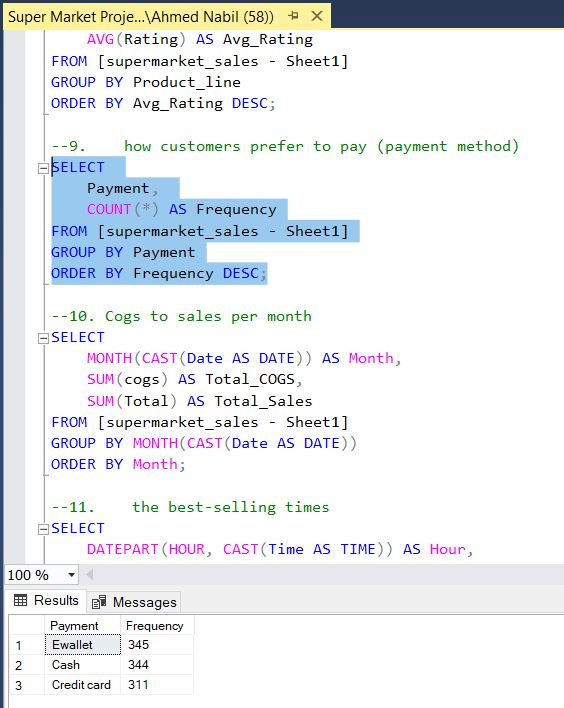 Super Market Proje...\Ahmed Nabil (58))
AVG(Rating) AS Avg_Rating
FROM [supermarket_sales - Sheet1]
GROUP BY Product_line
ORDER BY Avg_Rating DESC;
--9. how customers prefer to pay (payment method)
SELECT
Payment,
COUNT(*) AS Frequency
FROM [supermarket_sales - Sheet1]
GROUP BY Payment
ORDER BY Frequency DESC;
--10. Cogs to sales per month
SELECT
MONTH(CAST(Date AS DATE)) AS Month,
SUM(cogs) AS Total_COGS,
SUM(Total) AS Total_Sales
FROM [supermarket_sales - Sheet1]
GROUP BY MONTH(CAST(Date AS DATE))
ORDER BY Month;
--11. the best-selling times
SELECT
DATEPART(HOUR, CAST(Time AS TIME)) AS Hour,
100 %
Results Messages
Payment Frequency
1 Ewallet 345
2 Cash 344
3 Credit card 311